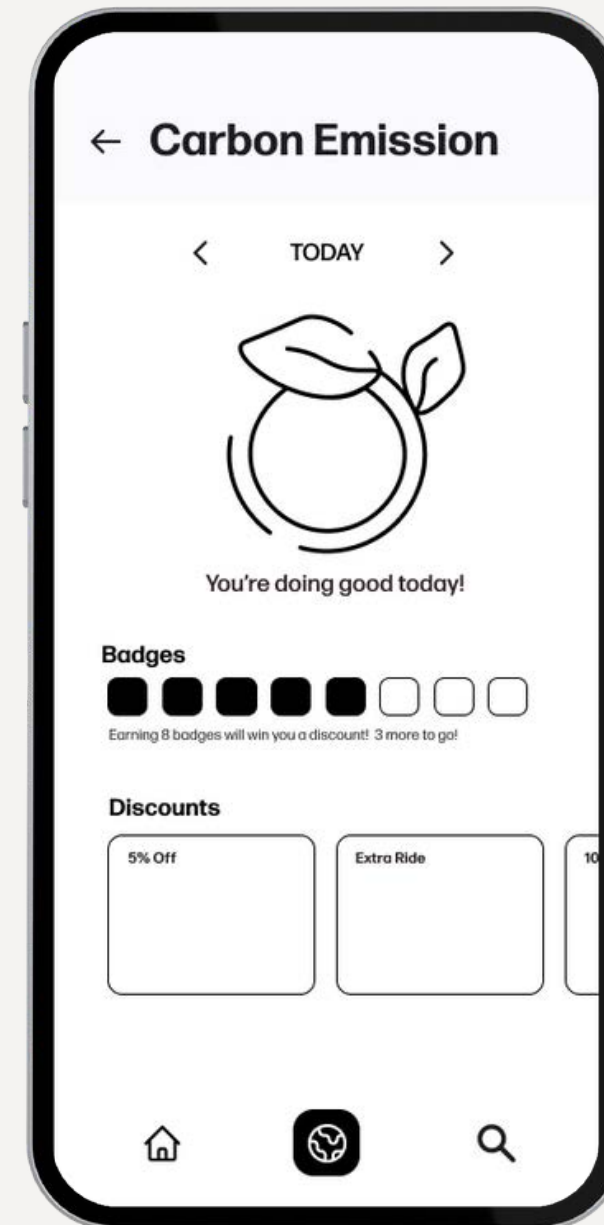 Carbon Emission
TODAY
You're doing good today!
Badges
Earning 8 badges will win you a discount! 3 more to go!
Discounts
5% Off
Extra Ride
10